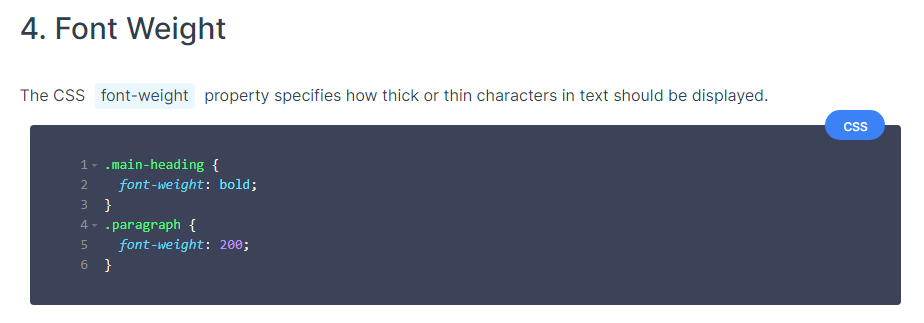 4. Font Weight
The CSS font-weight property specifies how thick or thin characters in text should be displayed.
CSS
1 .main-heading {
2   font-weight: bold;
3 }
4 .paragraph {
5   font-weight: 200;
6 }